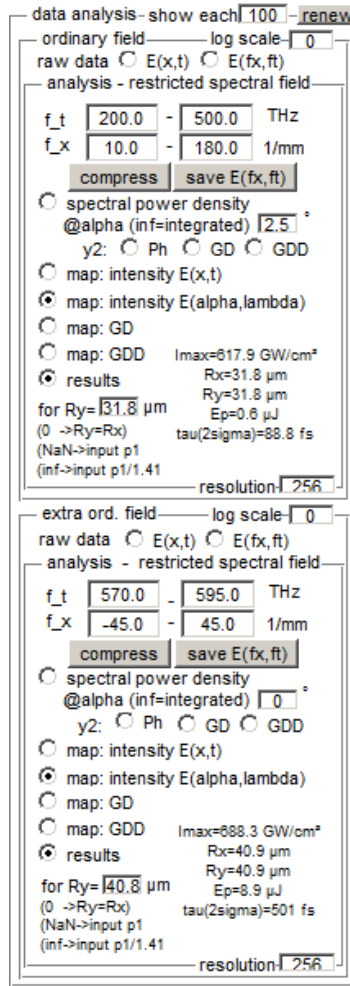 data analysis- show each 100 - renew
ordinary field log scale- 0
raw data E(x,t) E(fx,ft)
analysis - restricted spectral field
f_t 200.0 - 500.0 THz
f_x 10.0 - 180.0 1/mm
compress save E(fx,ft)
spectral power density
@alpha (inf=integrated) 2.5 °
y2: Ph GD GDD
map: intensity E(x,t)
map: intensity E(alpha,lambda)
map: GD
map: GDD Imax=617.9 GW/cm²
results Rx=31.8 µm
Ry=31.8 µm
for Ry= 31.8 µm Ep=0.6 µJ
(0 ->Ry=Rx) tau(2sigma)=88.8 fs
(NaN->input p1
(inf->input p1/1.41
resolution- 256
extra ord. field log scale- 0
raw data E(x,t) E(fx,ft)
analysis - restricted spectral field
f_t 570.0 - 595.0 THz
f_x -45.0 - 45.0 1/mm
compress save E(fx,ft)
spectral power density
@alpha (inf=integrated) 0 °
y2: Ph GD GDD
map: intensity E(x,t)
map: intensity E(alpha,lambda)
map: GD
map: GDD Imax=688.3 GW/cm²
results Rx=40.9 µm
Ry=40.9 µm
for Ry= 40.8 µm Ep=8.9 µJ
(0 ->Ry=Rx) tau(2sigma)=501 fs
(NaN->input p1
(inf->input p1/1.41
resolution- 256